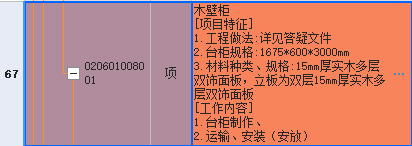 木壁柜
[项目特征]
1.工程做法:详见答疑文件
2.台柜规格:1675*600*3000mm
67
020601008001
项
3.材料种类、规格:15mm厚实木多层
双饰面板，立板为双层15mm厚实木多
层双饰面板
[工作内容]
1.台柜制作、
2.运输、安装（安放）